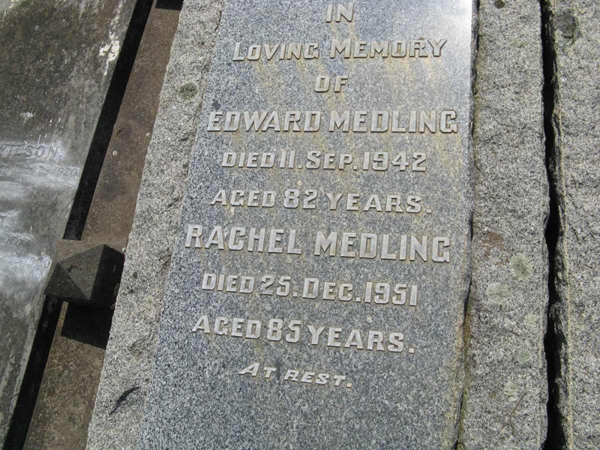 IN
LOVING MEMORY
OF
EDWARD MEDLING
DIED 11. SEP. 1942
AGED 82 YEARS.
RACHEL MEDLING
DIED 25. DEC. 1951
AGED 85 YEARS.
AT REST.